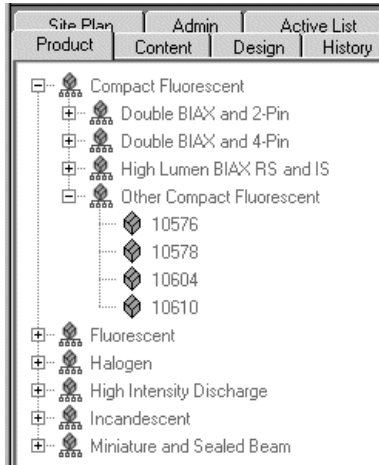 Site Plan Admin Active List
Product Content Design History
Compact Fluorescent
Double BIAX and 2-Pin
Double BIAX and 4-Pin
High Lumen BIAX RS and IS
Other Compact Fluorescent
10576
10578
10604
10610
Fluorescent
Halogen
High Intensity Discharge
Incandescent
Miniature and Sealed Beam